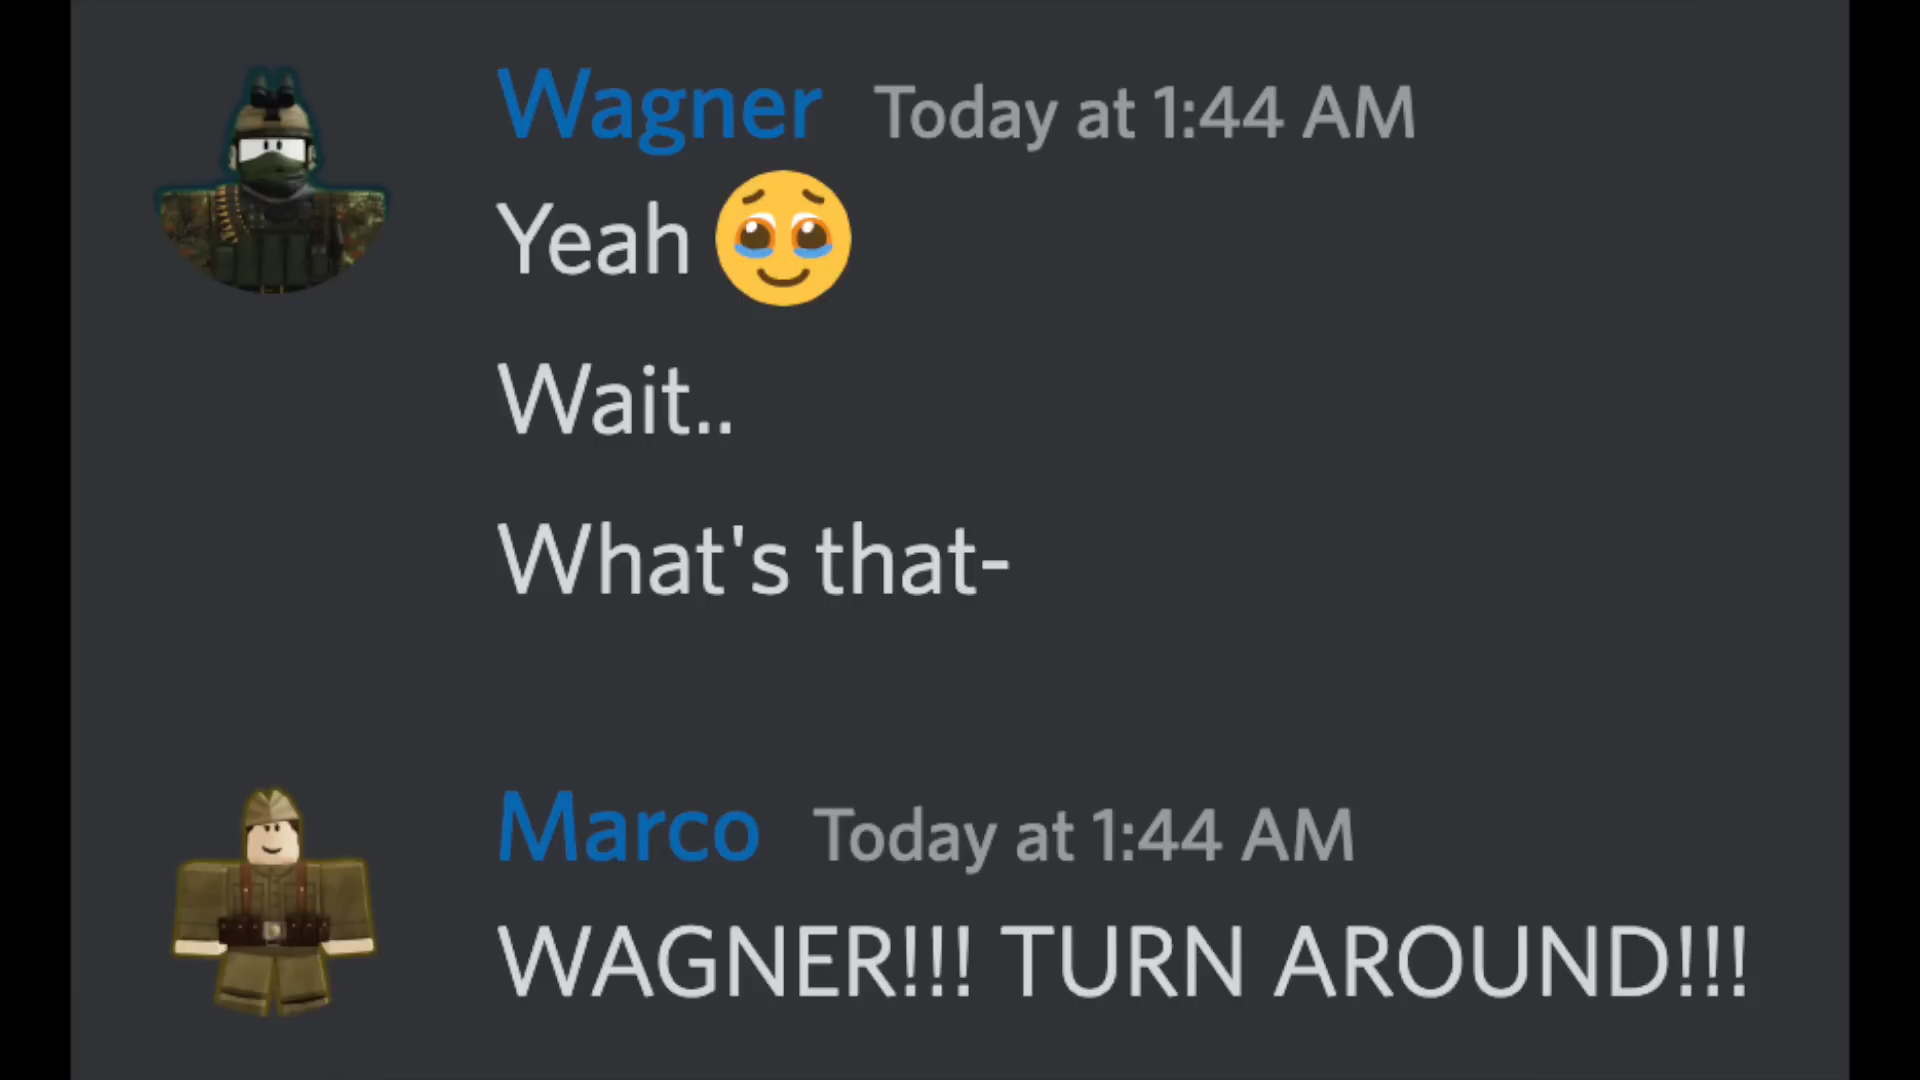 Wagner Today at 1:44 AM
Yeah 🥹
Wait..
What's that-
Marco Today at 1:44 AM
WAGNER!!! TURN AROUND!!!